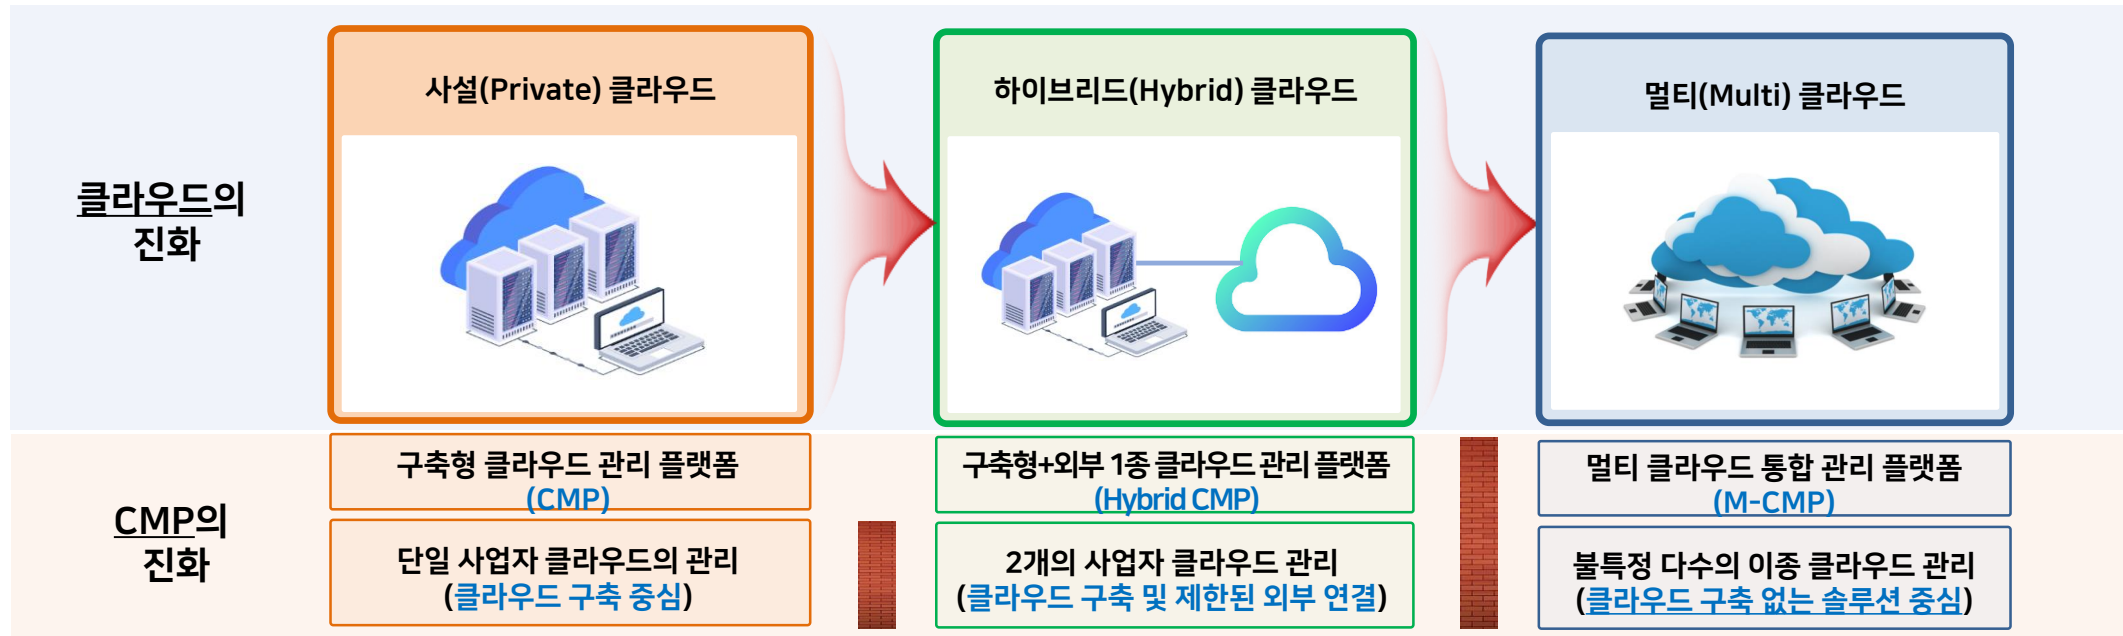 사설(Private) 클라우드
하이브리드(Hybrid) 클라우드
멀티(Multi) 클라우드
클라우드의
진화
구축형 클라우드 관리 플랫폼
(CMP)
구축형+외부 1종 클라우드 관리 플랫폼
(Hybrid CMP)
멀티 클라우드 통합 관리 플랫폼
(M-CMP)
CMP의
진화
단일 사업자 클라우드의 관리
(클라우드 구축 중심)
2개의 사업자 클라우드 관리
(클라우드 구축 및 제한된 외부 연결)
불특정 다수의 이종 클라우드 관리
(클라우드 구축 없는 솔루션 중심)